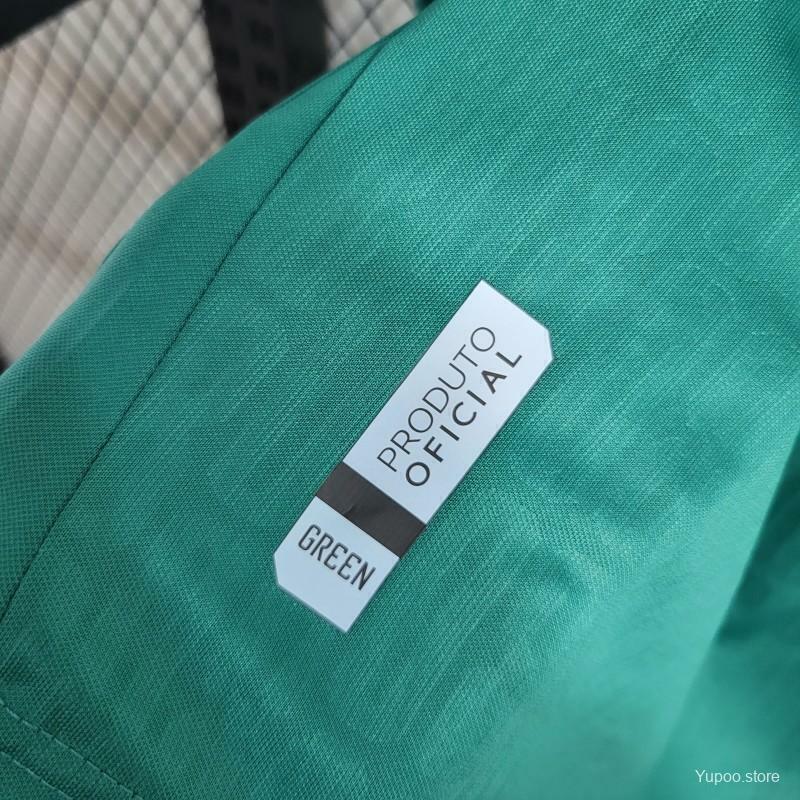 PRODUTO
OFICIAL
GREEN
Yupoo.store